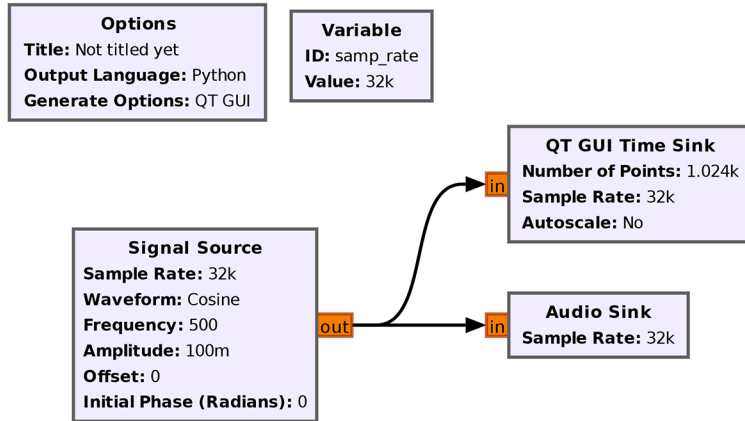 Options
Title: Not titled yet
Output Language: Python
Generate Options: QT GUI
Variable
ID: samp_rate
Value: 32k
QT GUI Time Sink
Number of Points: 1.024k
Sample Rate: 32k
Autoscale: No
in
Signal Source
Sample Rate: 32k
Waveform: Cosine
Frequency: 500
Amplitude: 100m
Offset: 0
Initial Phase (Radians): 0
out
Audio Sink
Sample Rate: 32k
in